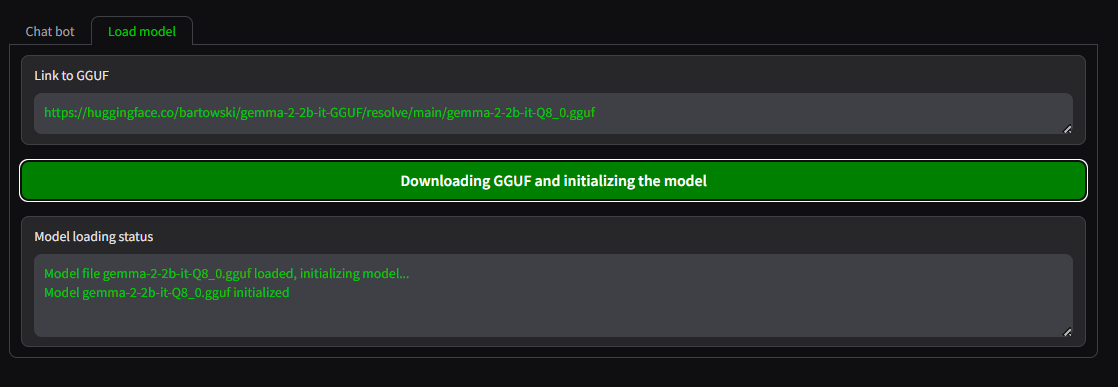 Chat bot
Load model
Link to GGUF
https://huggingface.co/bartowski/gemma-2-2b-it-GGUF/resolve/main/gemma-2-2b-it-Q8_0.gguf
Downloading GGUF and initializing the model
Model loading status
Model file gemma-2-2b-it-Q8_0.gguf loaded, initializing model...
Model gemma-2-2b-it-Q8_0.gguf initialized